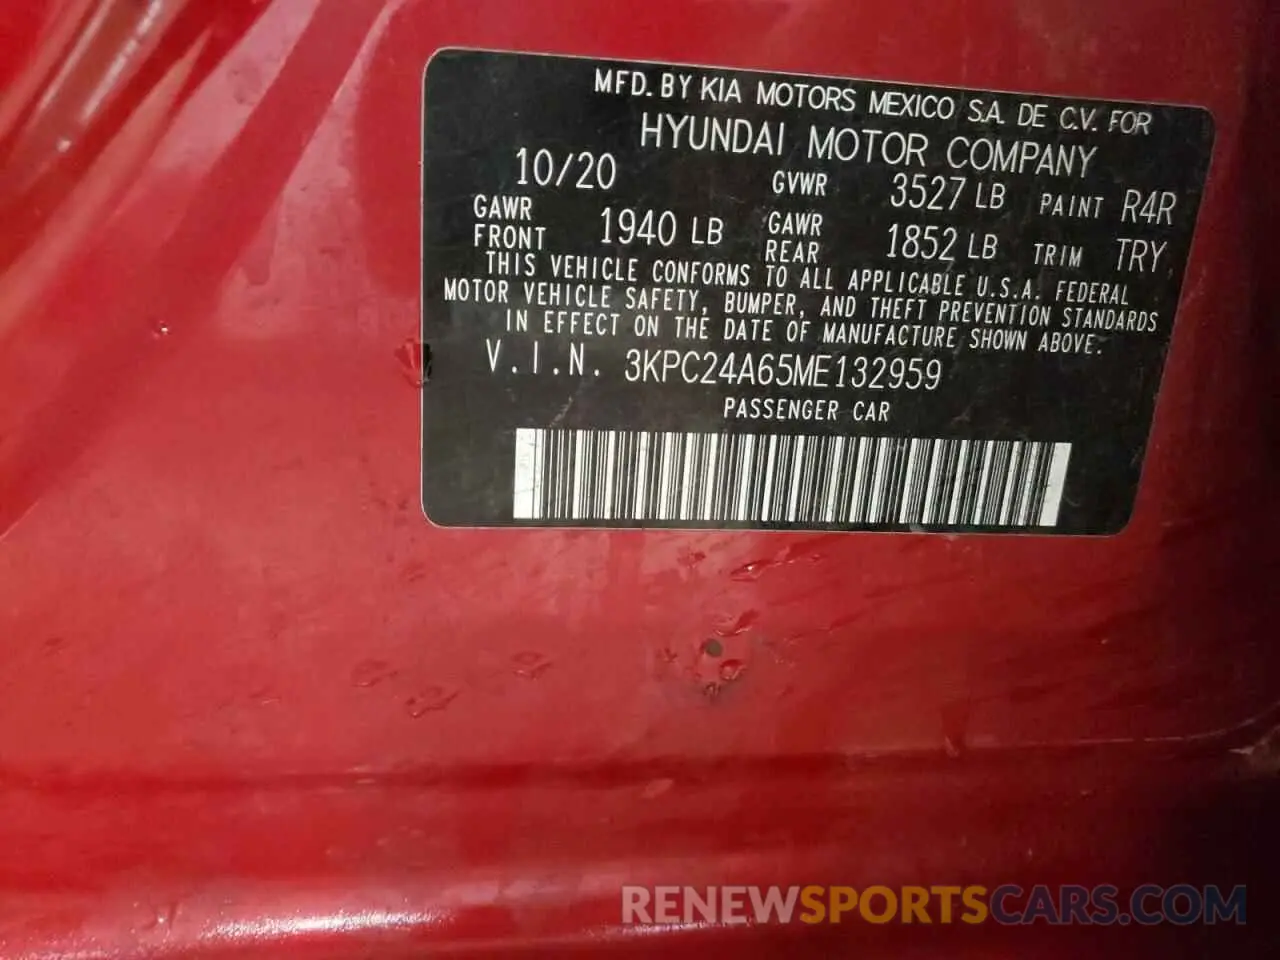 MFD. BY KIA MOTORS MEXICO S.A. DE C.V. FOR
HYUNDAI MOTOR COMPANY
10/20 GVWR 3527 LB PAINT R4R
GAWR FRONT 1940 LB GAWR REAR 1852 LB TRIM TRY
THIS VEHICLE CONFORMS TO ALL APPLICABLE U.S.A. FEDERAL
MOTOR VEHICLE SAFETY, BUMPER, AND THEFT PREVENTION STANDARDS
IN EFFECT ON THE DATE OF MANUFACTURE SHOWN ABOVE.
V.I.N. 3KPC24A65ME132959
PASSENGER CAR
RENEWSPORTSCARS.COM